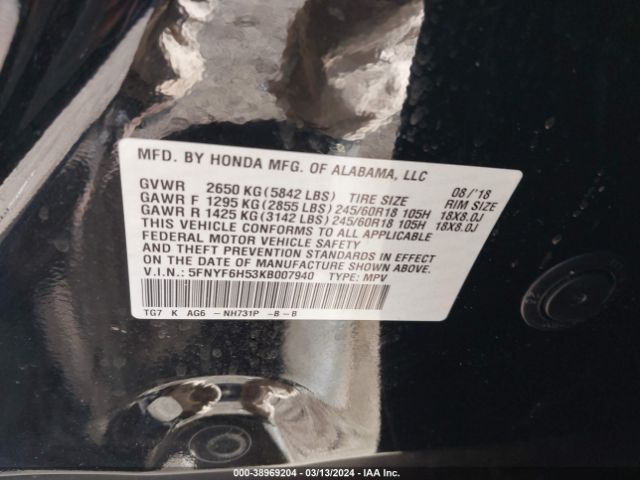 MFD. BY HONDA MFG. OF ALABAMA, LLC
08/'18
GVWR 2650 KG (5842 LBS) TIRE SIZE RIM SIZE
GAWR F 1295 KG (2855 LBS) 245/60R18 105H 18X8.0J
GAWR R 1425 KG (3142 LBS) 245/60R18 105H 18X8.0J
THIS VEHICLE CONFORMS TO ALL APPLICABLE
FEDERAL MOTOR VEHICLE SAFETY
AND THEFT PREVENTION STANDARDS IN EFFECT
ON THE DATE OF MANUFACTURE SHOWN ABOVE.
V.I.N.: 5FNYF6H53KB007940 TYPE: MPV
TG7 K AG6 - NH731P -8-8
000-38969204 - 03/13/2024 - IAA Inc.